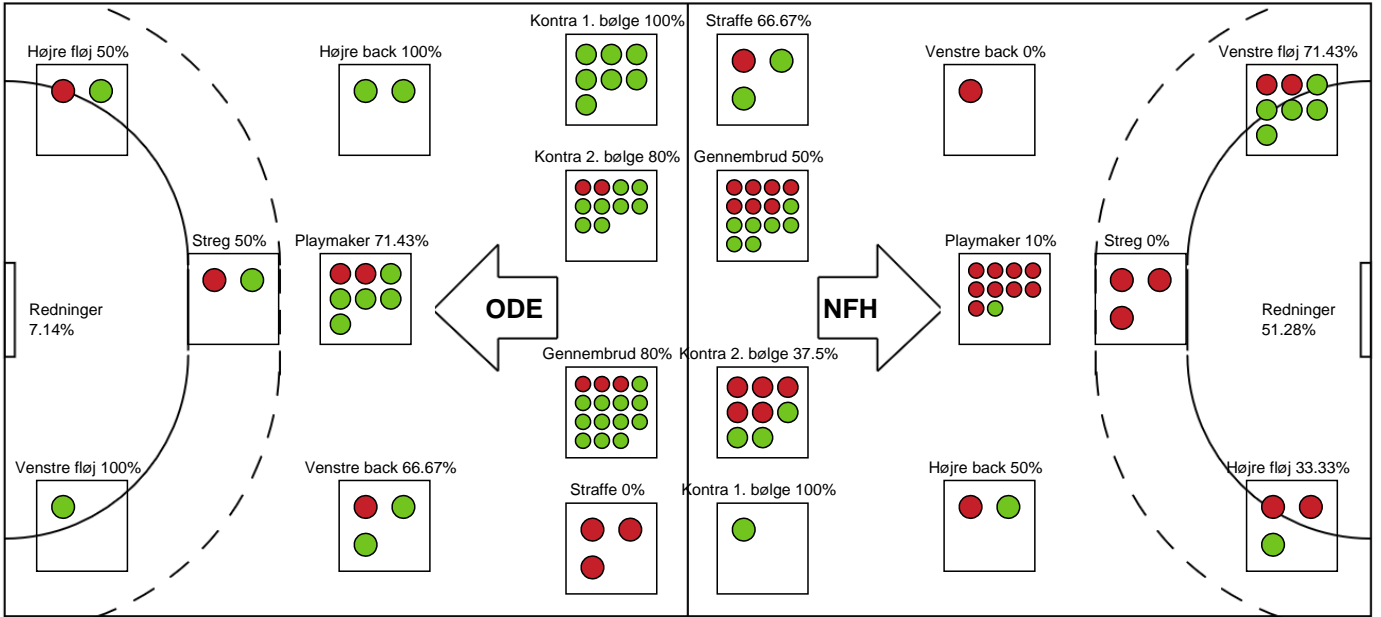 Kontra 1. bølge 100%
Straffe 66.67%
Højre fløj 50%
Højre back 100%
Venstre back 0%
Venstre fløj 71.43%
Kontra 2. bølge 80%
Gennembrud 50%
Streg 50%
Playmaker 71.43%
Playmaker 10%
Streg 0%
Redninger
7.14%
ODE
NFH
Redninger
51.28%
Gennembrud 80%
Kontra 2. bølge 37.5%
Venstre fløj 100%
Venstre back 66.67%
Højre back 50%
Højre fløj 33.33%
Straffe 0%
Kontra 1. bølge 100%